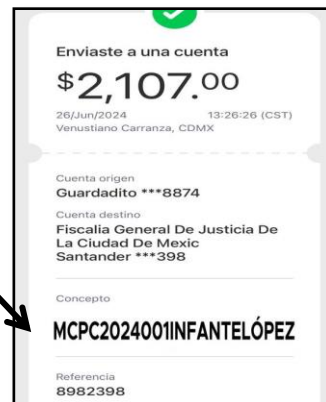 Enviaste a una cuenta
$2,107.00
26/Jun/2024 13:26:26 (CST)
Venustiano Carranza, CDMX
Cuenta origen
Guardadito ***8874
Cuenta destino
Fiscalia General De Justicia De
La Ciudad De Mexic
Santander ***398
Concepto
MCPC2024001INFANTELÓPEZ
Referencia
8982398